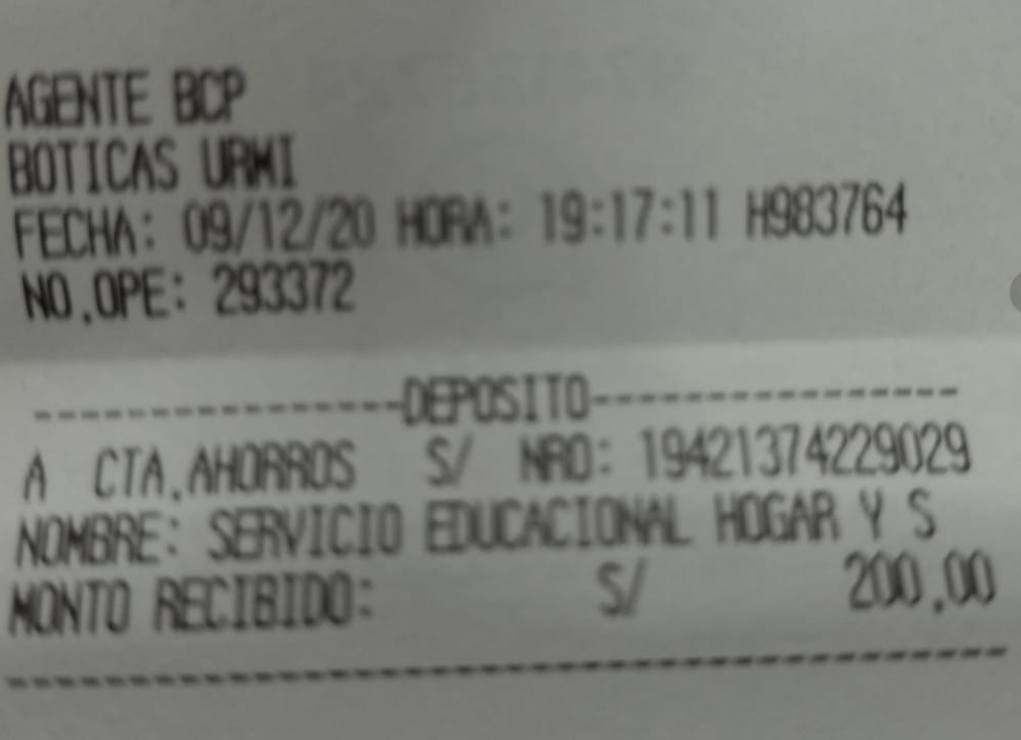 AGENTE BCP
BOTICAS URMI
FECHA: 09/12/20 HORA: 19:17:11 H983764
NO.OPE: 293372
----------------DEPOSITO----------------
A CTA.AHORROS S/ NRO: 19421374229029
NOMBRE: SERVICIO EDUCACIONAL HOGAR Y S
MONTO RECIBIDO: S/ 200.00